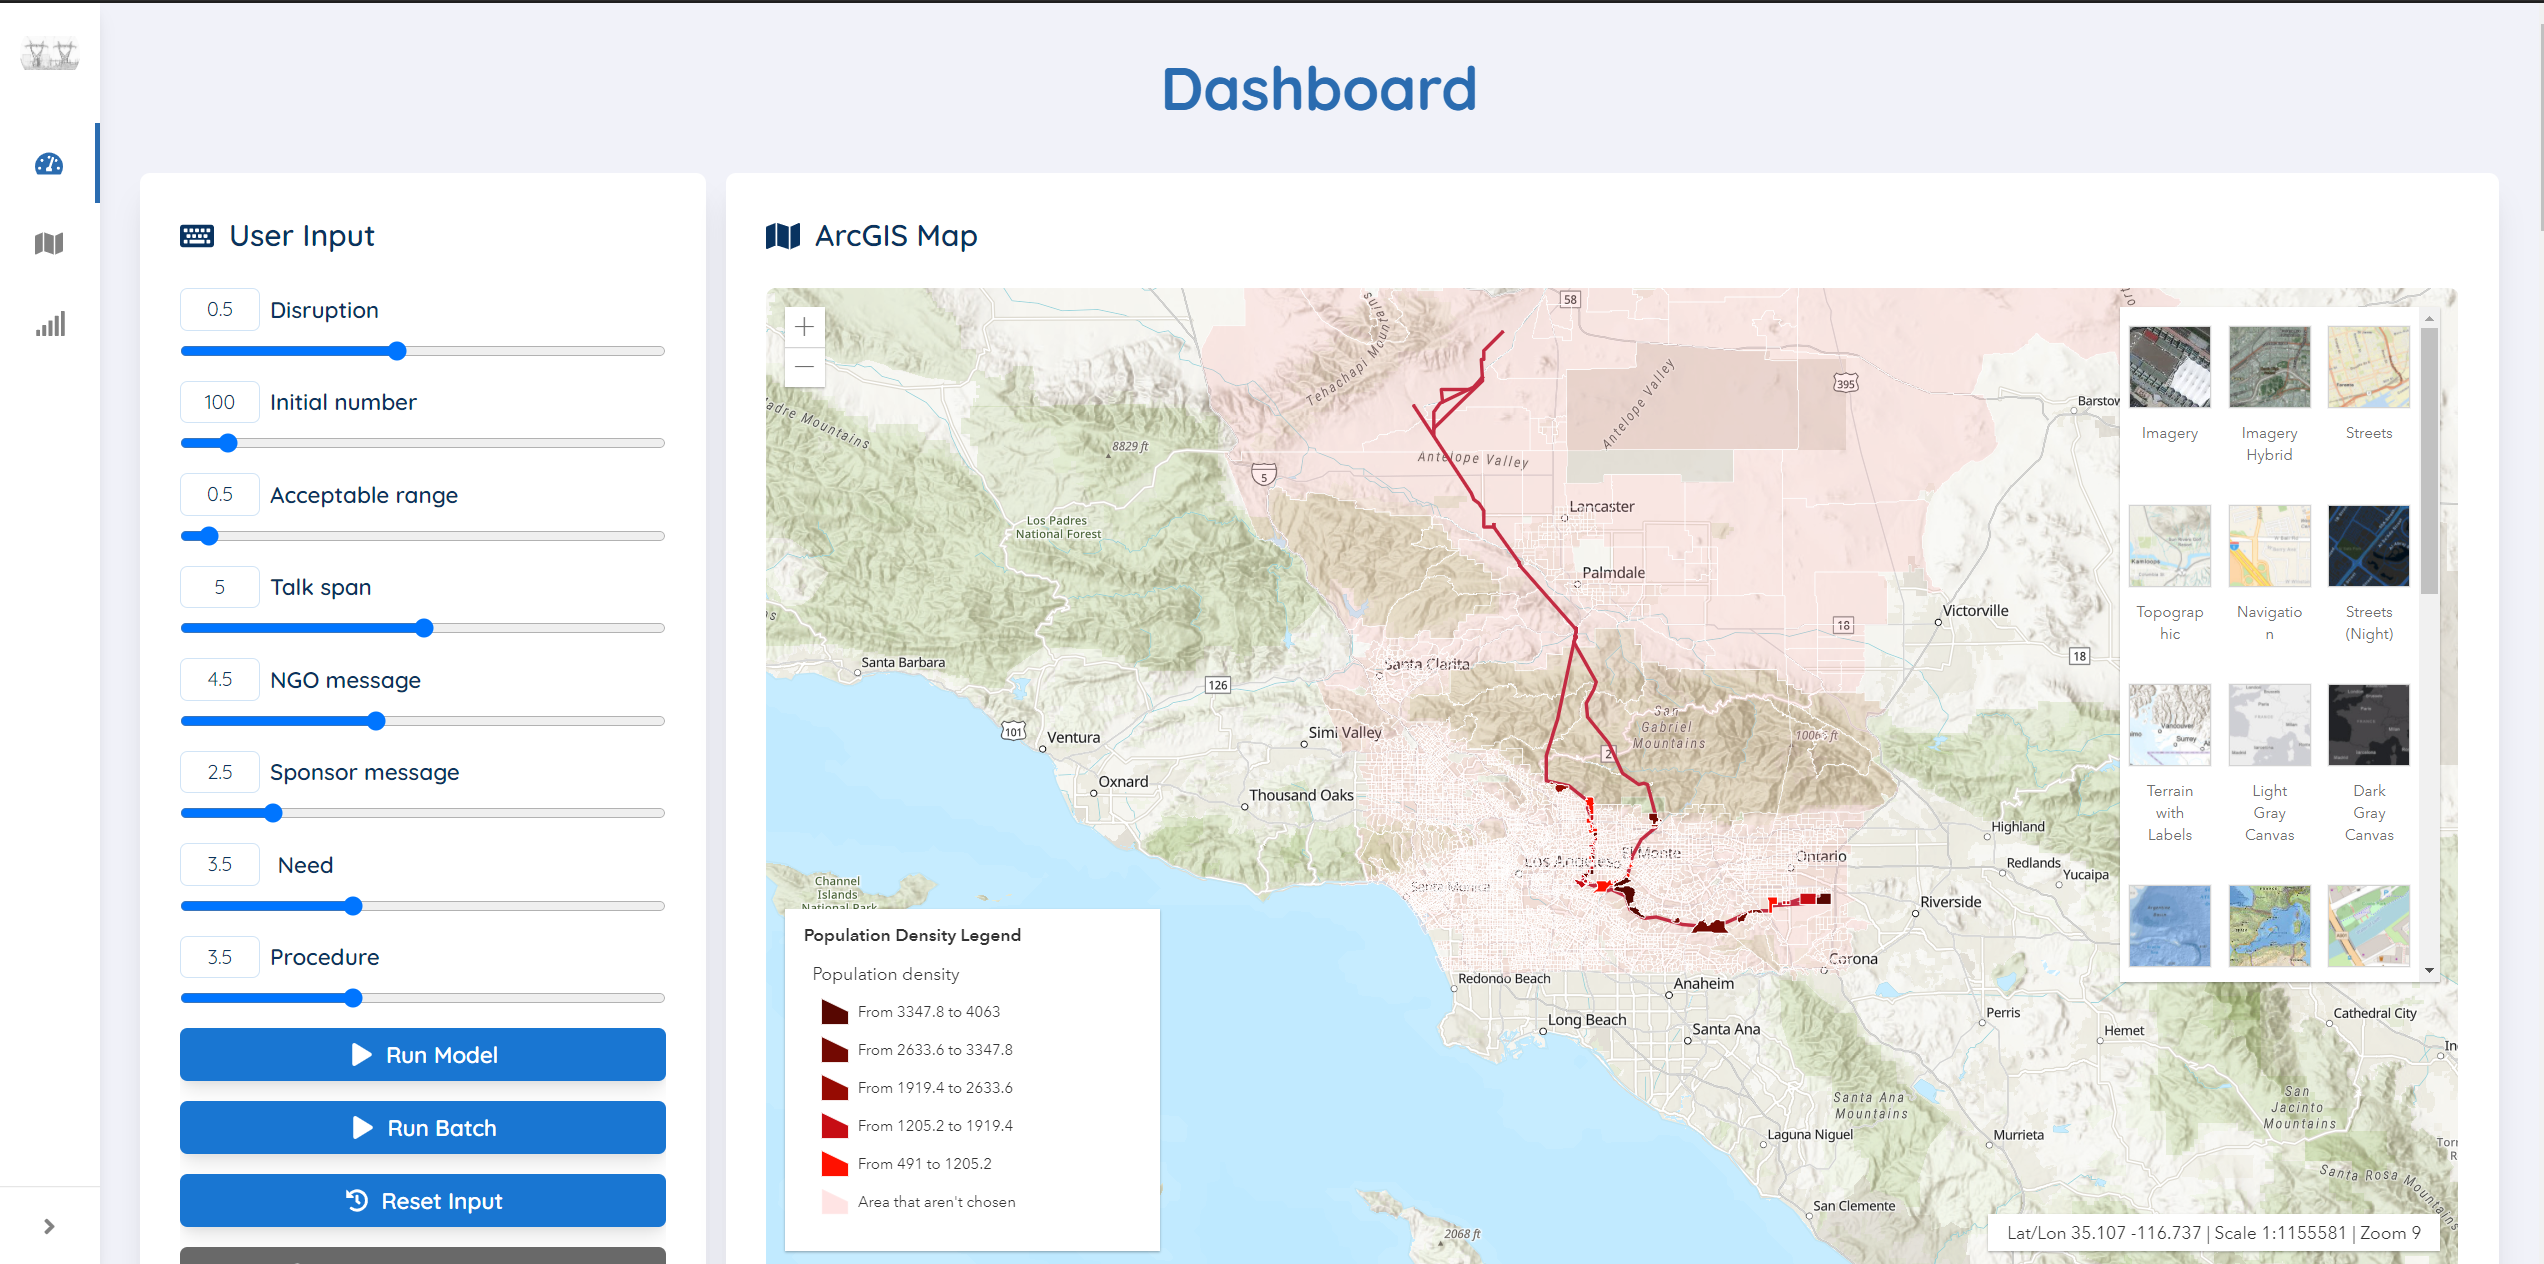 Dashboard
User Input
0.5 Disruption
100 Initial number
0.5 Acceptable range
5 Talk span
4.5 NGO message
2.5 Sponsor message
3.5 Need
3.5 Procedure
Run Model
Run Batch
Reset Input
ArcGIS Map
58
Tehachapi Mountains
395
Antelope Valley
Barstow
8829 ft
Antelope Valley
5
Lancaster
Los Padres
National Forest
Palmdale
Victorville
18
18
Santa Barbara
Santa Clarita
126
San
Gabriel
Mountains
101
Ventura
Simi Valley
2
Oxnard
Thousand Oaks
Highland
Los Angeles
El Monte
Ontario
Redlands
Yucaipa
Santa Monica
Channel
Islands
National Park
Riverside
Corona
Redondo Beach
Anaheim
Long Beach
Santa Ana
Perris
Hemet
Cathedral City
Santa Ana
Mountains
San
Jacinto
Mountains
Laguna Niguel
Murrieta
Santa Rosa Mountains
San Clemente
2068 ft
Population Density Legend
Population density
From 3347.8 to 4063
From 2633.6 to 3347.8
From 1919.4 to 2633.6
From 1205.2 to 1919.4
From 491 to 1205.2
Area that aren't chosen
Imagery
Imagery
Hybrid
Streets
Topograp
hic
Navigatio
n
Streets
(Night)
Terrain
with
Labels
Light
Gray
Canvas
Dark
Gray
Canvas
Lat/Lon 35.107 -116.737 | Scale 1:1155581 | Zoom 9